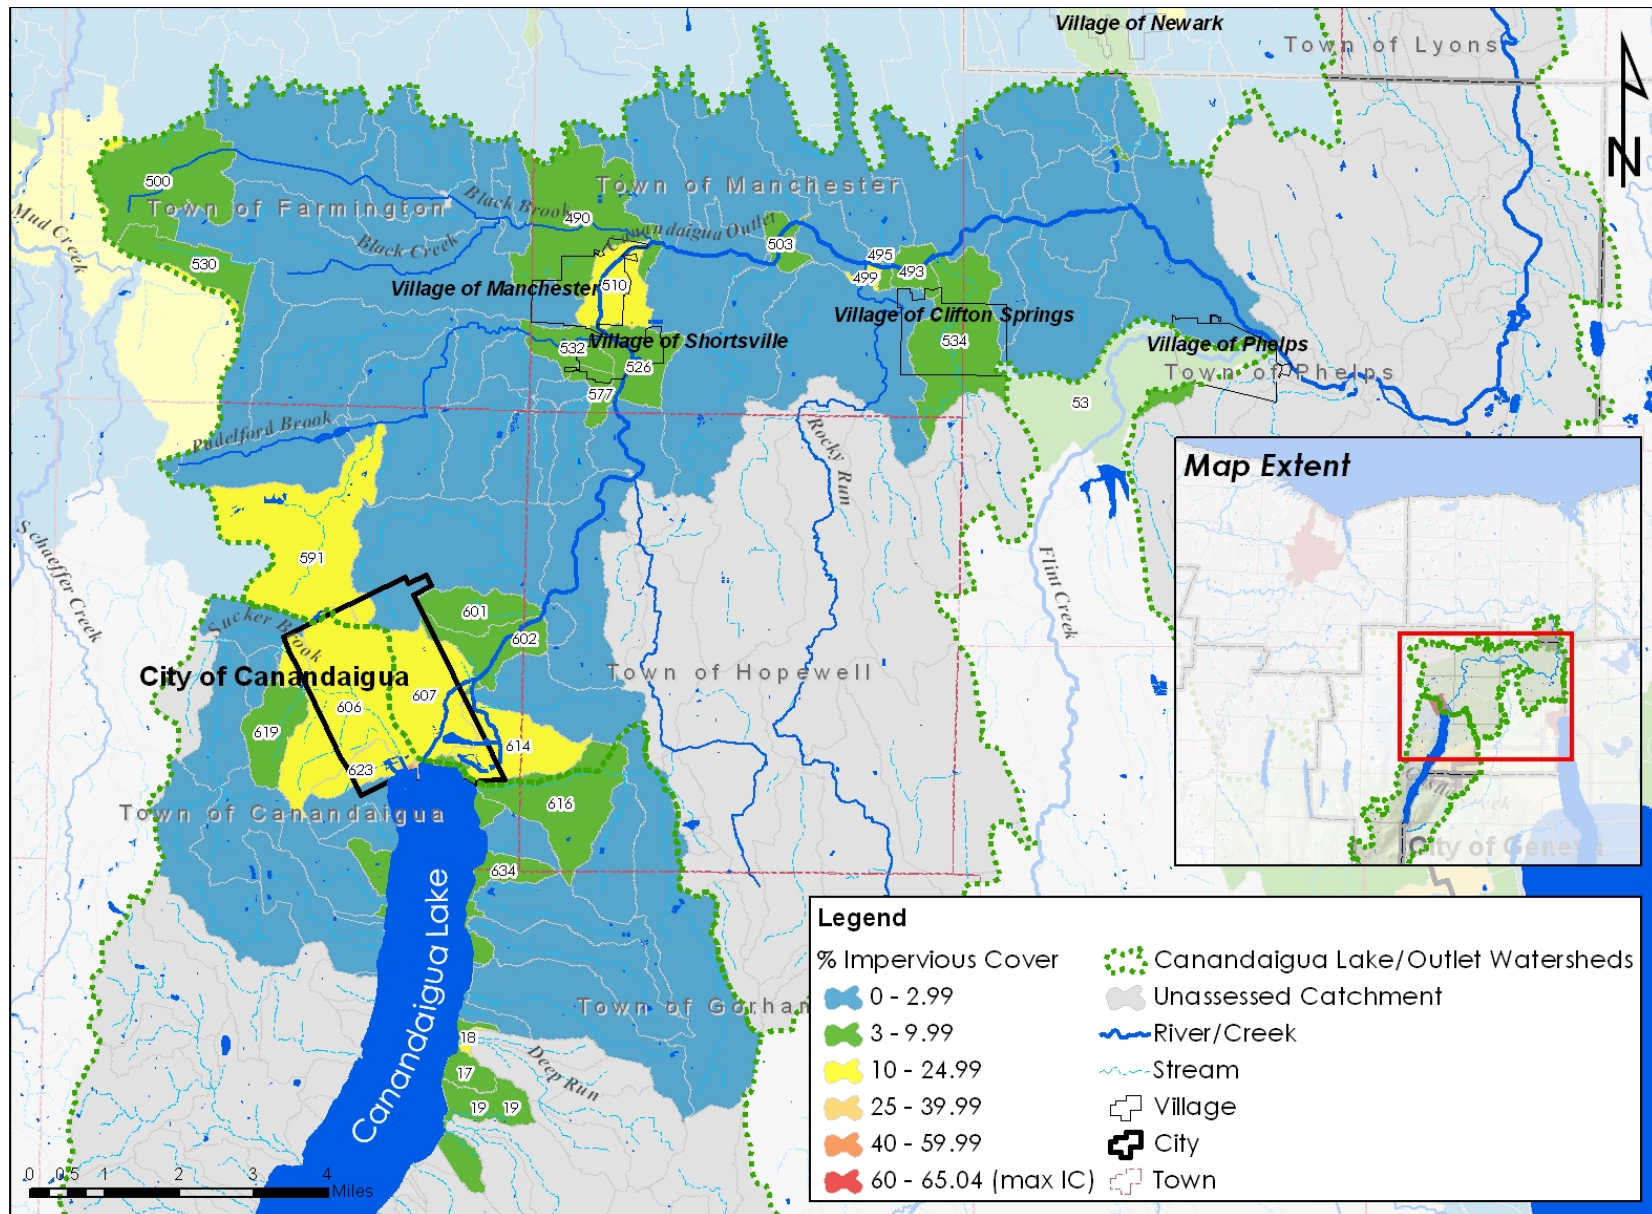 Village of Newark
Town of Lyons
N
500
Town of Farmington
Mud Creek
530
Black Brook
Black Creek
490
Town of Manchester
Canandaigua Outlet
503
495
499
493
Village of Manchester
510
Village of Clifton Springs
534
Village of Shortsville
532
526
577
Village of Phelps
Town of Phelps
53
Padelford Brook
Rocky Run
Flint Creek
Schaeffer Creek
591
601
602
Sucker Brook
City of Canandaigua
607
606
619
614
623
Town of Hopewell
Town of Canandaigua
616
634
Canandaigua Lake
Town of Gorham
18
17
19
19
Deep Run
0 0.5 1 2 3 4
Miles
Map Extent
City of Geneva
Legend
% Impervious Cover
0 - 2.99
3 - 9.99
10 - 24.99
25 - 39.99
40 - 59.99
60 - 65.04 (max IC)
Canandaigua Lake/Outlet Watersheds
Unassessed Catchment
River/Creek
Stream
Village
City
Town